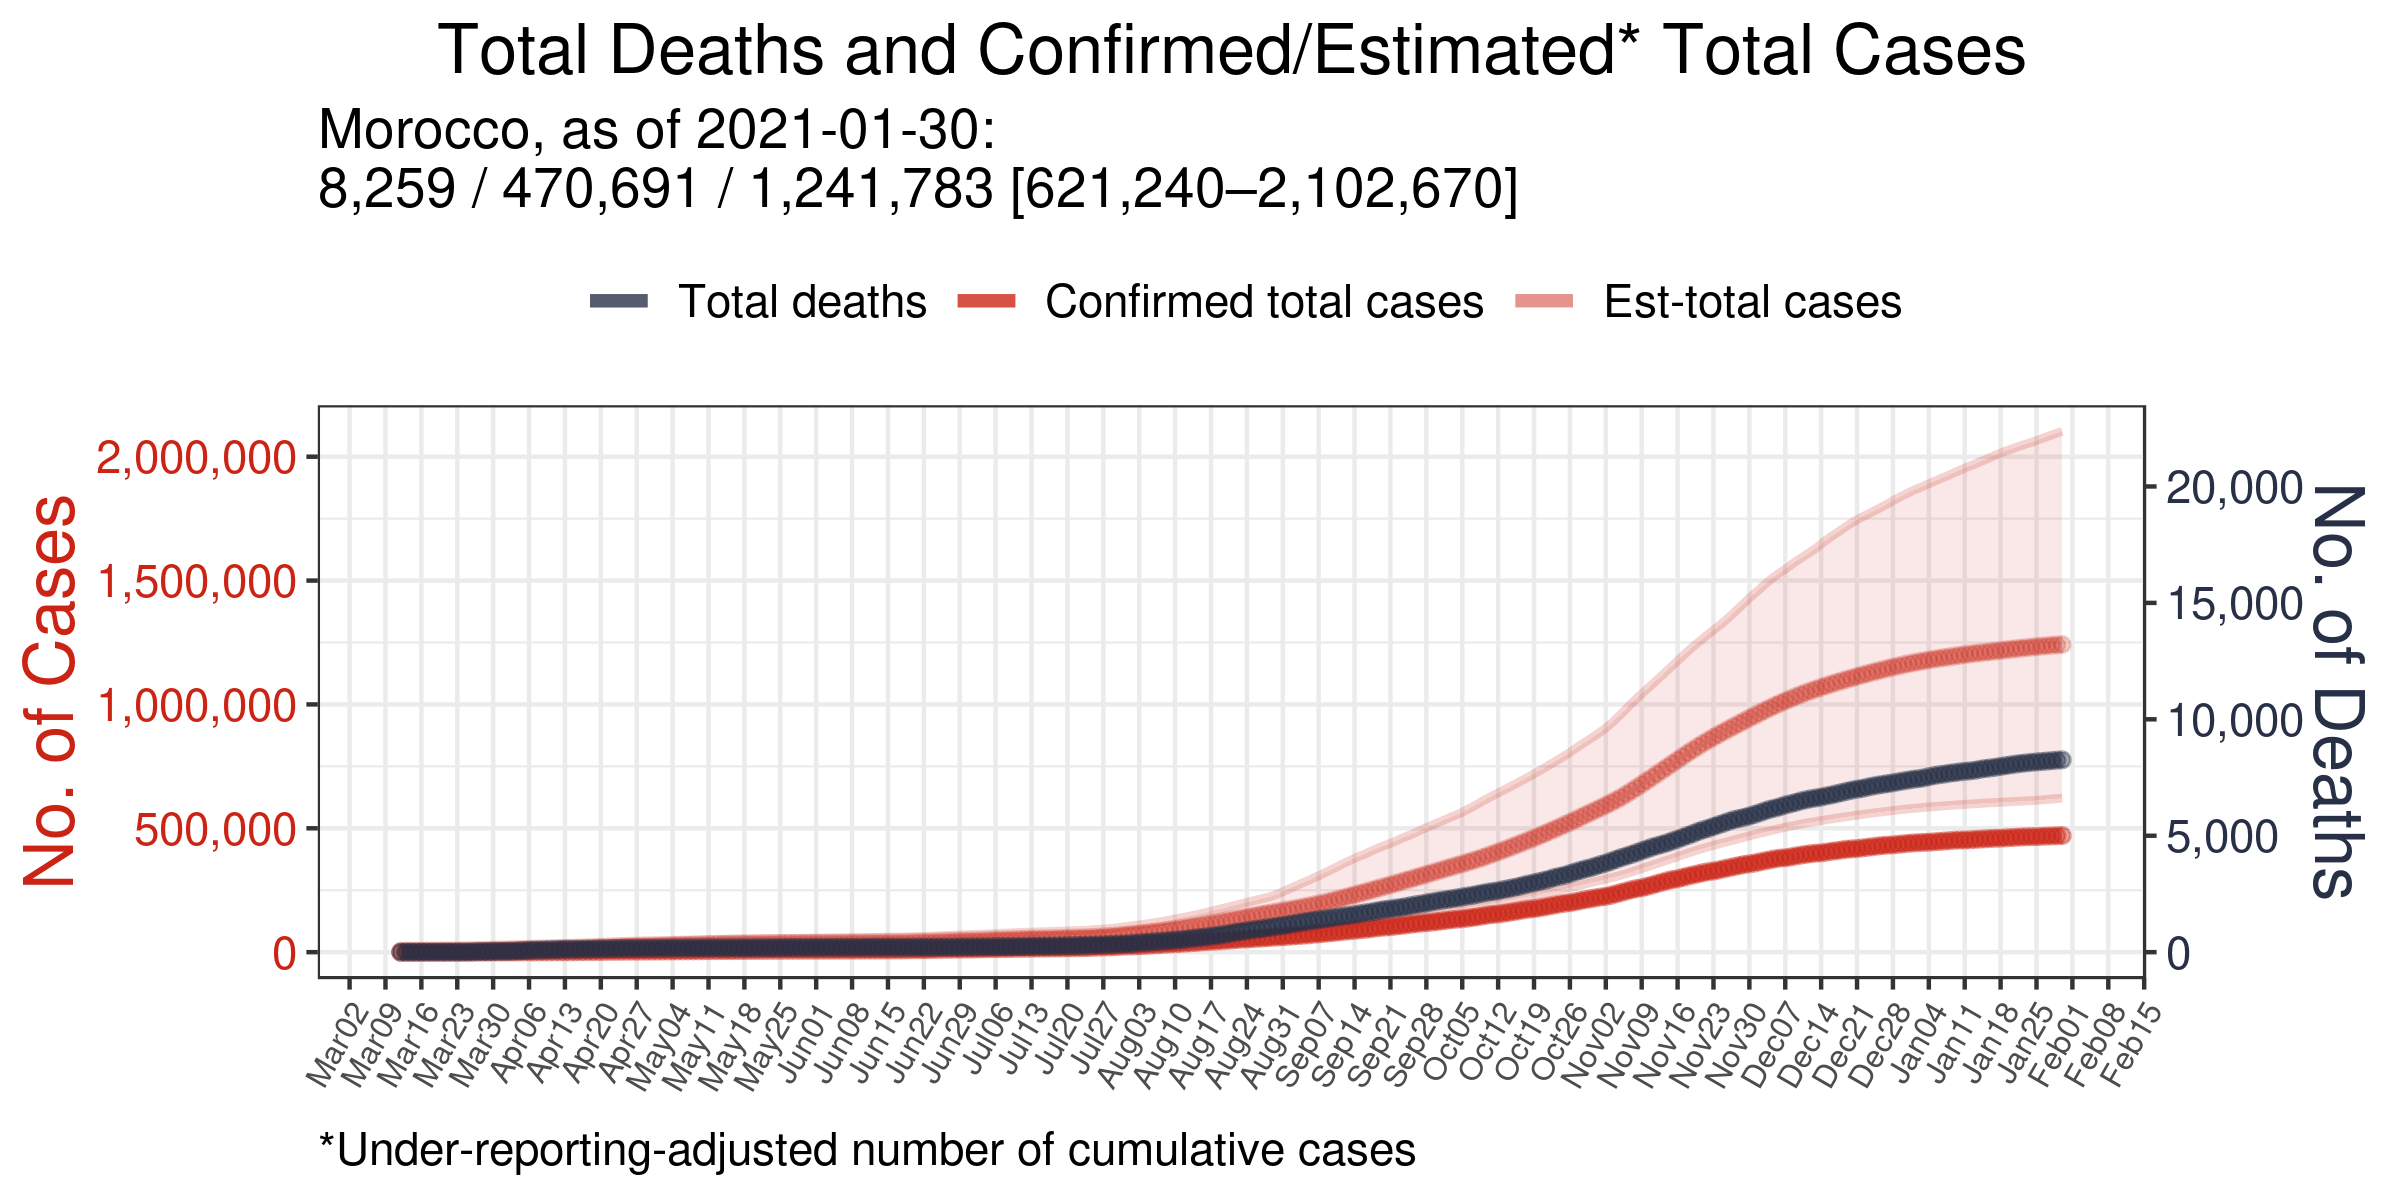 Total Deaths and Confirmed/Estimated* Total Cases
Morocco, as of 2021-01-30:
8,259 / 470,691 / 1,241,783 [621,240–2,102,670]
Total deaths
Confirmed total cases
Est-total cases
No. of Cases
2,000,000
1,500,000
1,000,000
500,000
0
20,000
15,000
10,000
5,000
0
No. of Deaths
Mar02
Mar09
Mar16
Mar23
Mar30
Apr06
Apr13
Apr20
Apr27
May04
May11
May18
May25
Jun01
Jun08
Jun15
Jun22
Jun29
Jul06
Jul13
Jul20
Jul27
Aug03
Aug10
Aug17
Aug24
Aug31
Sep07
Sep14
Sep21
Sep28
Oct05
Oct12
Oct19
Oct26
Nov02
Nov09
Nov16
Nov23
Nov30
Dec07
Dec14
Dec21
Dec28
Jan04
Jan11
Jan18
Jan25
Feb01
Feb08
Feb15
*Under-reporting-adjusted number of cumulative cases